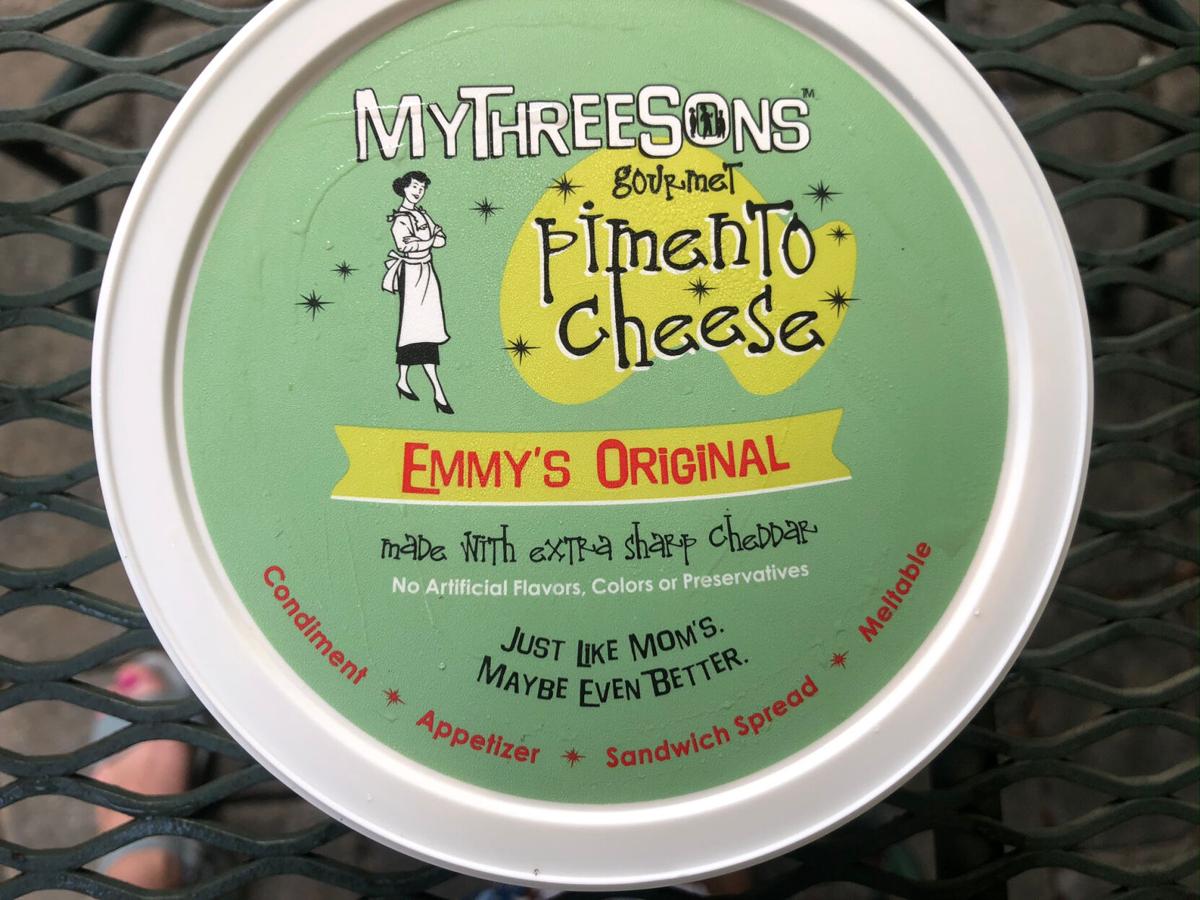 MyThreeSons™
gourmet
pimento
cheese
Emmy's Original
made with extra sharp cheddar
No Artificial Flavors, Colors or Preservatives
Just Like Mom's.
Maybe Even Better.
Condiment * Appetizer * Sandwich Spread * Meltable